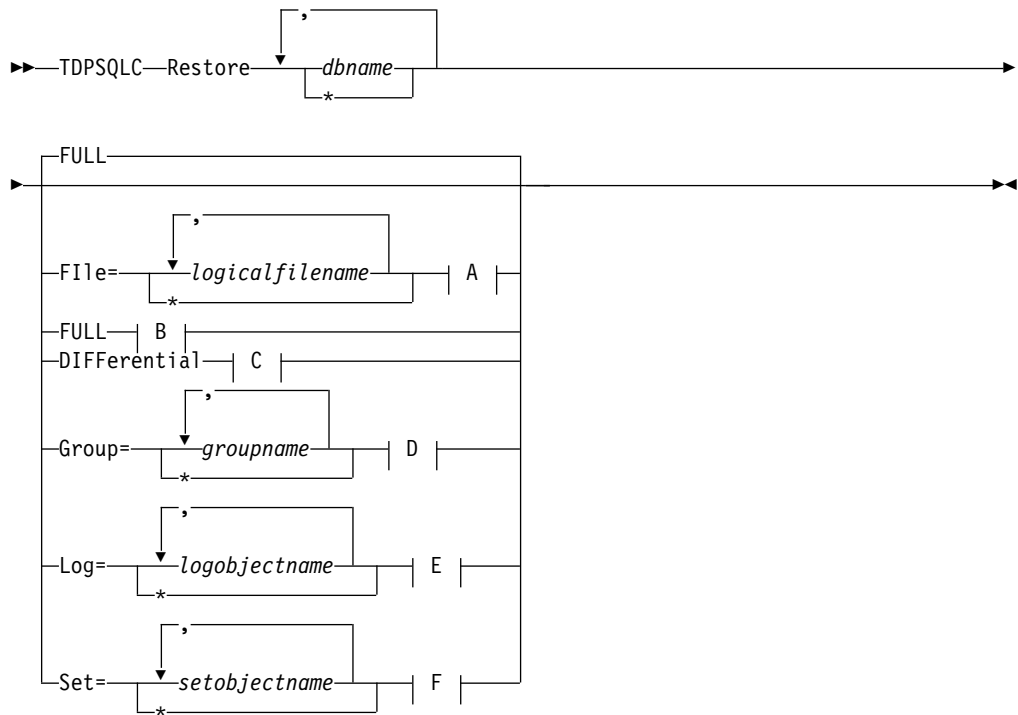 ,
TDPSQLC Restore dbname
*
FULL
,
FIle= logicalfilename A
*
FULL B
DIFFerential C
,
Group= groupname D
*
,
Log= logobjectname E
*
,
Set= setobjectname F
*